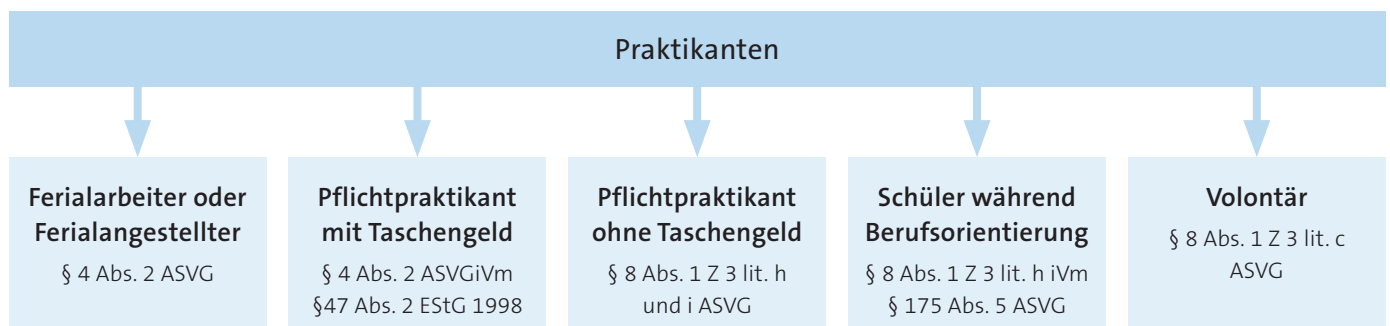 Praktikanten
Ferialarbeiter oder
Ferialangestellter
§ 4 Abs. 2 ASVG
Pflichtpraktikant
mit Taschengeld
§ 4 Abs. 2 ASVGiVm
§47 Abs. 2 EStG 1998
Pflichtpraktikant
ohne Taschengeld
§ 8 Abs. 1 Z 3 lit. h
und i ASVG
Schüler während
Berufsorientierung
§ 8 Abs. 1 Z 3 lit. h iVm
§ 175 Abs. 5 ASVG
Volontär
§ 8 Abs. 1 Z 3 lit. c
ASVG